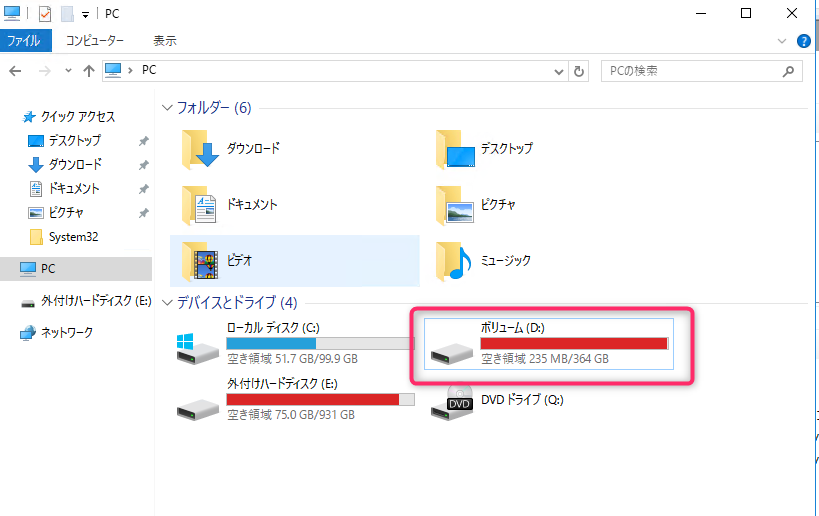 PC
ファイル
コンピューター
表示
PC
PCの検索
クイック アクセス
デスクトップ
ダウンロード
ドキュメント
ピクチャ
System32
PC
外付けハードディスク (E:)
ネットワーク
フォルダー (6)
ダウンロード
デスクトップ
ドキュメント
ピクチャ
ビデオ
ミュージック
デバイスとドライブ (4)
ローカル ディスク (C:)
空き領域 51.7 GB/99.9 GB
ボリューム (D:)
空き領域 235 MB/364 GB
外付けハードディスク (E:)
空き領域 75.0 GB/931 GB
DVD
DVD ドライブ (Q:)